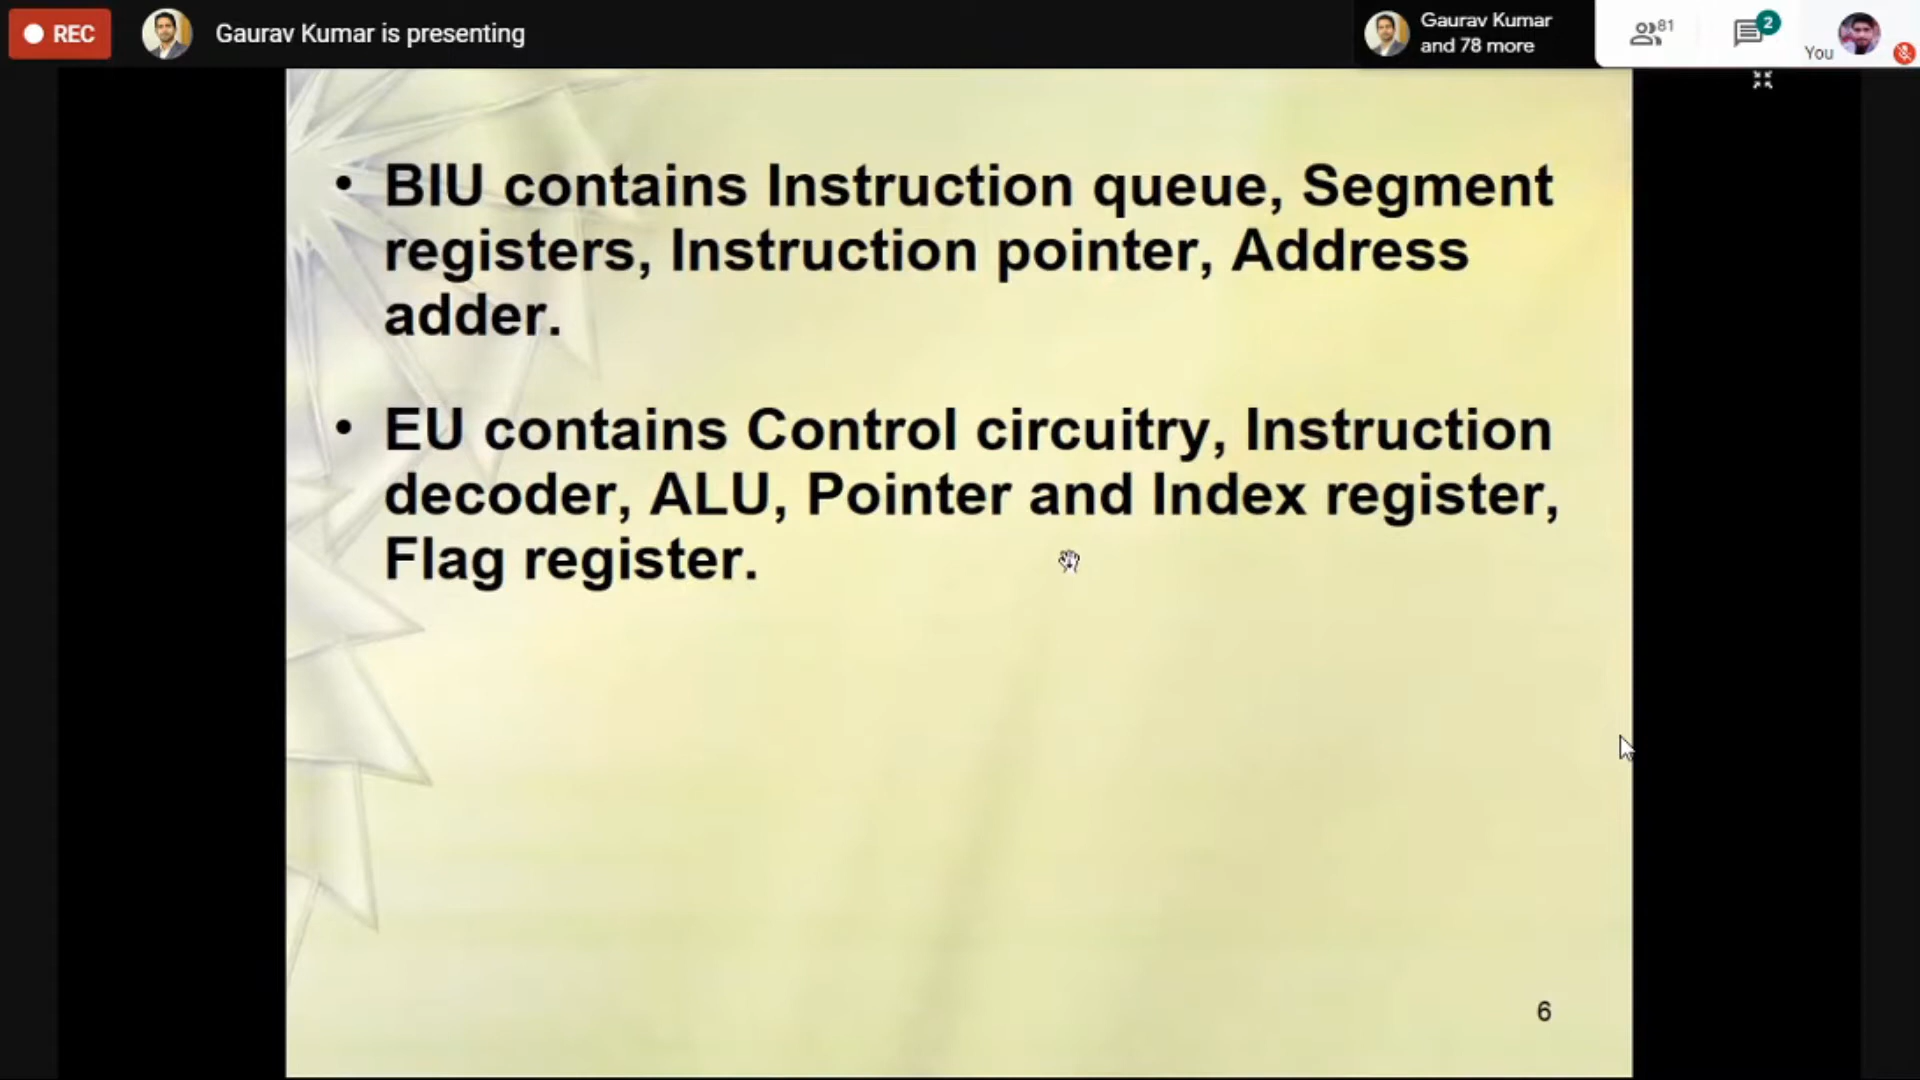 REC
Gaurav Kumar is presenting
Gaurav Kumar
and 78 more
81
2
You
• BIU contains Instruction queue, Segment
registers, Instruction pointer, Address
adder.
• EU contains Control circuitry, Instruction
decoder, ALU, Pointer and Index register,
Flag register.
6